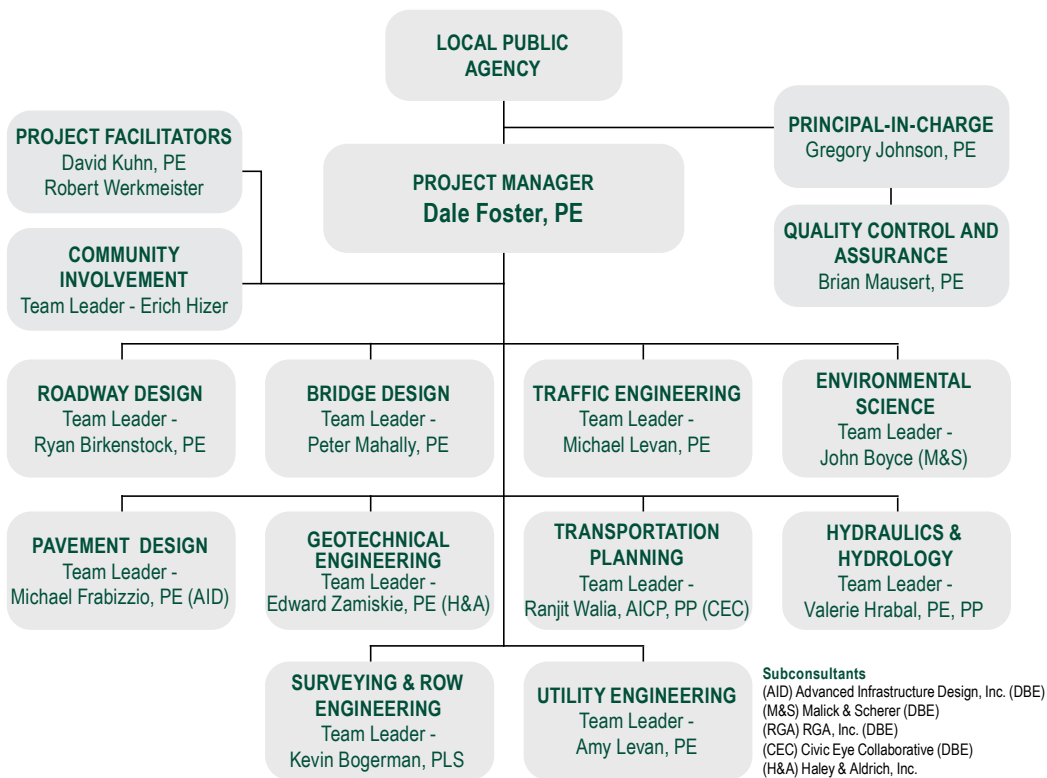 LOCAL PUBLIC
AGENCY
PROJECT FACILITATORS
David Kuhn, PE
Robert Werkmeister
PRINCIPAL-IN-CHARGE
Gregory Johnson, PE
PROJECT MANAGER
Dale Foster, PE
COMMUNITY
INVOLVEMENT
Team Leader - Erich Hizer
QUALITY CONTROL AND
ASSURANCE
Brian Mausert, PE
ROADWAY DESIGN
Team Leader -
Ryan Birkenstock, PE
BRIDGE DESIGN
Team Leader -
Peter Mahally, PE
TRAFFIC ENGINEERING
Team Leader -
Michael Levan, PE
ENVIRONMENTAL
SCIENCE
Team Leader -
John Boyce (M&S)
PAVEMENT DESIGN
Team Leader -
Michael Frabizzio, PE (AID)
GEOTECHNICAL
ENGINEERING
Team Leader -
Edward Zamiskie, PE (H&A)
TRANSPORTATION
PLANNING
Team Leader -
Ranjit Walia, AICP, PP (CEC)
HYDRAULICS &
HYDROLOGY
Team Leader -
Valerie Hrabal, PE, PP
SURVEYING & ROW
ENGINEERING
Team Leader -
Kevin Bogerman, PLS
UTILITY ENGINEERING
Team Leader -
Amy Levan, PE
Subconsultants
(AID) Advanced Infrastructure Design, Inc. (DBE)
(M&S) Malick & Scherer (DBE)
(RGA) RGA, Inc. (DBE)
(CEC) Civic Eye Collaborative (DBE)
(H&A) Haley & Aldrich, Inc.